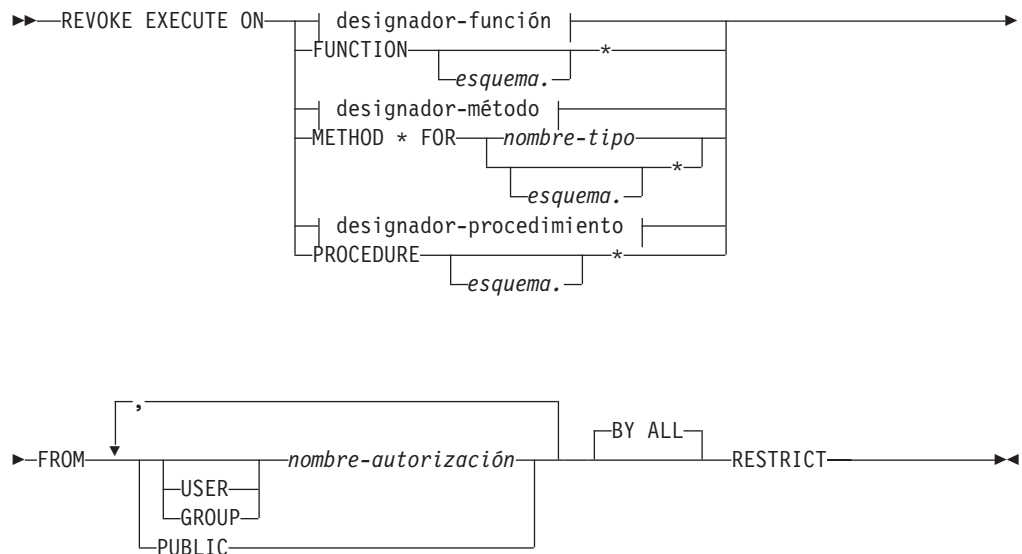 REVOKE EXECUTE ON designador-función
FUNCTION *
esquema.
designador-método
METHOD * FOR nombre-tipo
*
esquema.
designador-procedimiento
PROCEDURE *
esquema.
,
BY ALL
FROM nombre-autorización RESTRICT
USER
GROUP
PUBLIC